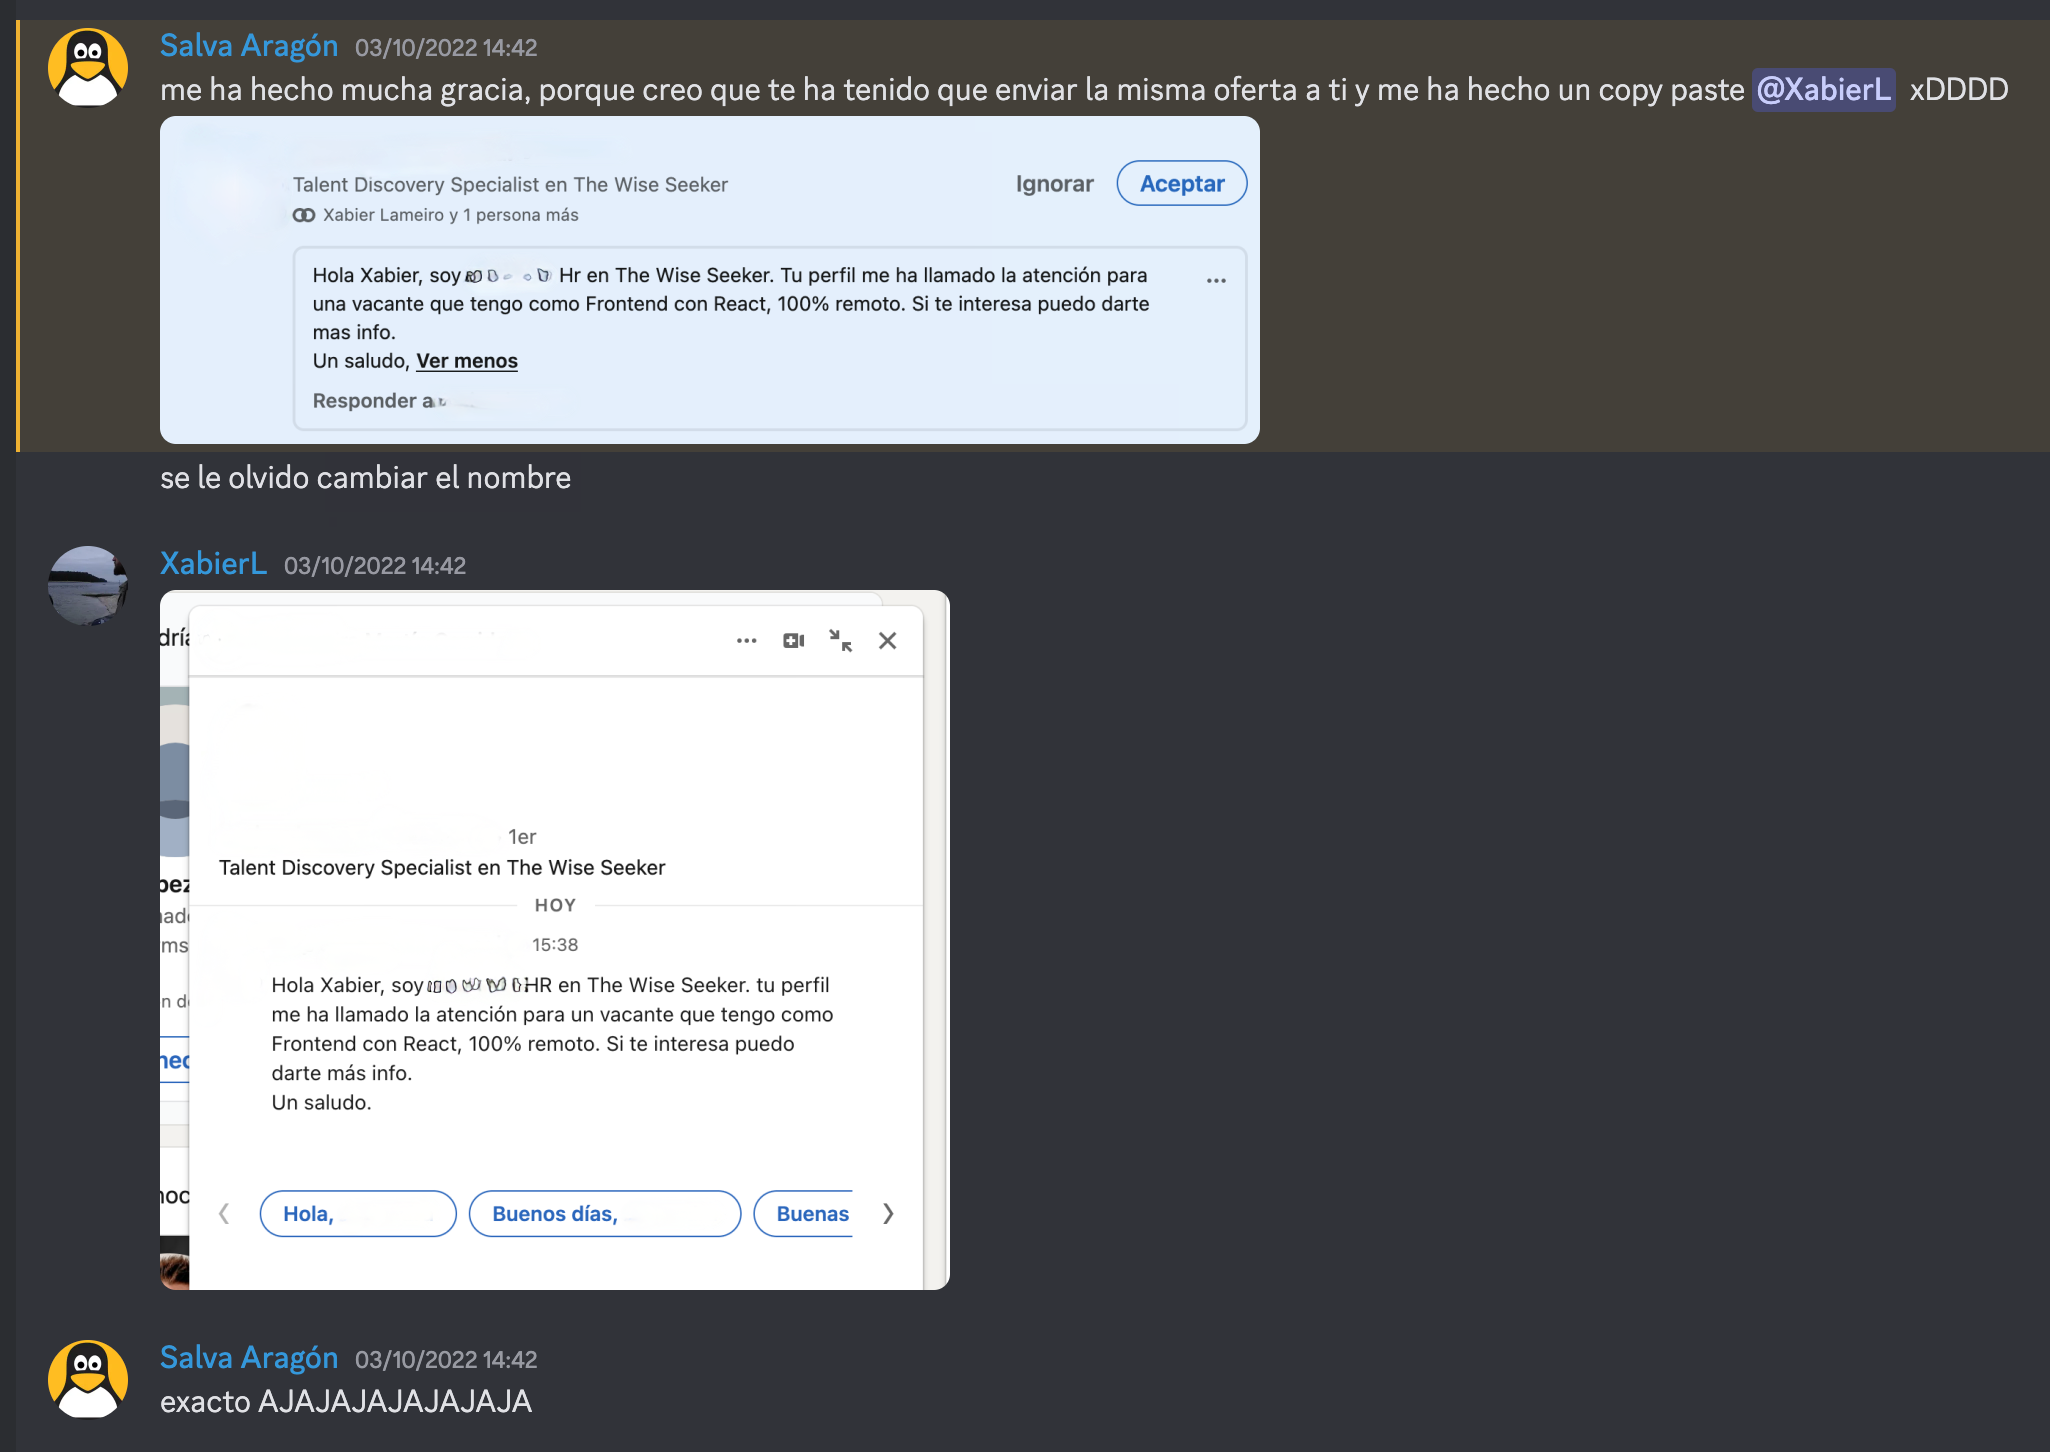 Salva Aragón 03/10/2022 14:42
me ha hecho mucha gracia, porque creo que te ha tenido que enviar la misma oferta a ti y me ha hecho un copy paste @XabierL xDDDD
Talent Discovery Specialist en The Wise Seeker
Ignorar Aceptar
Xabier Lameiro y 1 persona más
Hola Xabier, soy Hr en The Wise Seeker. Tu perfil me ha llamado la atención para
una vacante que tengo como Frontend con React, 100% remoto. Si te interesa puedo darte
mas info.
Un saludo, Ver menos
Responder a
se le olvido cambiar el nombre
XabierL 03/10/2022 14:42
1er
Talent Discovery Specialist en The Wise Seeker
HOY
15:38
Hola Xabier, soy HR en The Wise Seeker. tu perfil
me ha llamado la atención para un vacante que tengo como
Frontend con React, 100% remoto. Si te interesa puedo
darte más info.
Un saludo.
Hola, Buenos días, Buenas
Salva Aragón 03/10/2022 14:42
exacto AJAJAJAJAJAJAJA